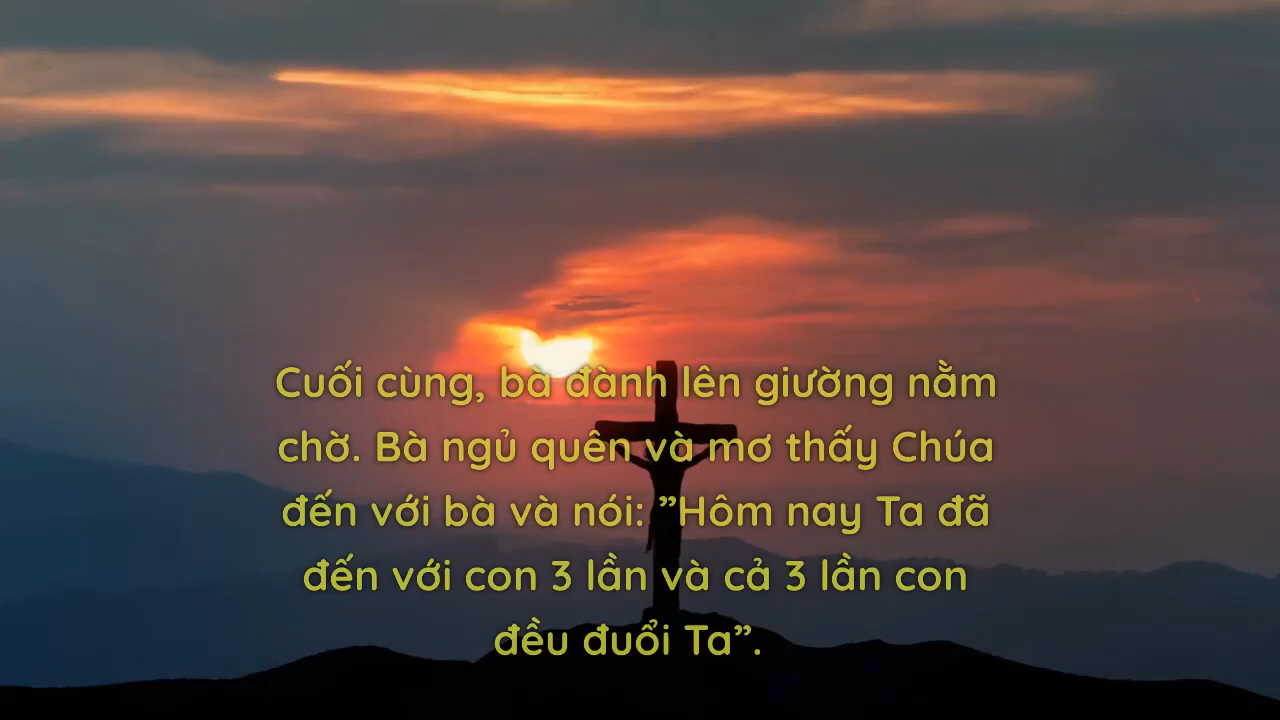 Cuối cùng, bà đành lên giường nằm
chờ. Bà ngủ quên và mơ thấy Chúa
đến với bà và nói: ”Hôm nay Ta đã
đến với con 3 lần và cả 3 lần con
đều đuổi Ta”.